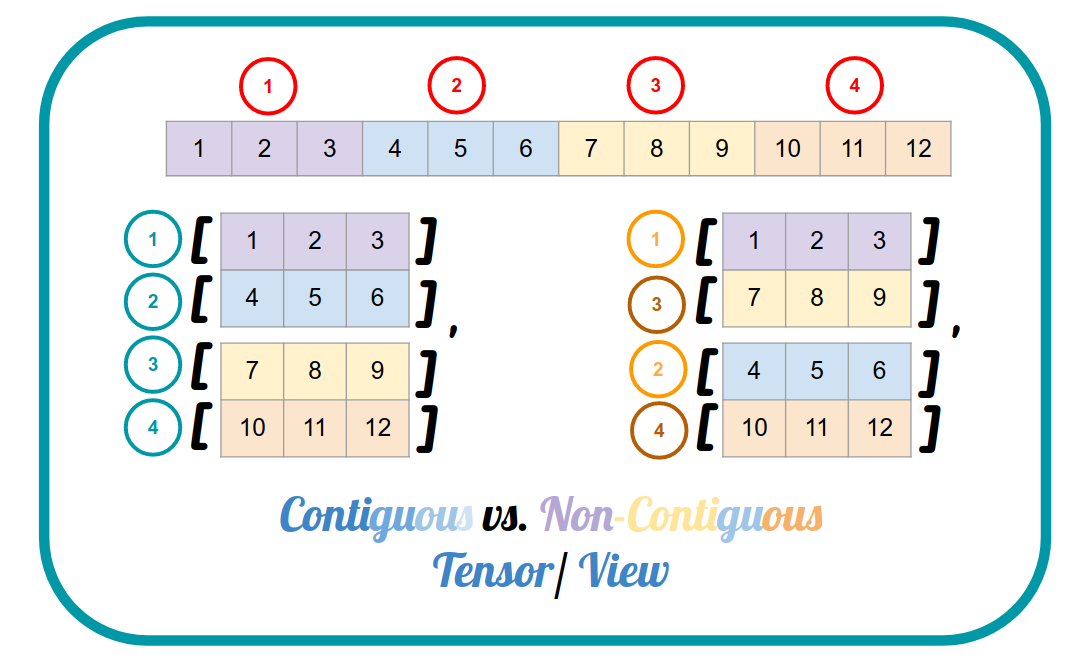 1 2 3 4
1 2 3 4 5 6 7 8 9 10 11 12
1 [ 1 2 3 ]
2 [ 4 5 6 ] ,
3 [ 7 8 9 ]
4 [ 10 11 12 ]
1 [ 1 2 3 ]
3 [ 7 8 9 ] ,
2 [ 4 5 6 ]
4 [ 10 11 12 ]
Contiguous vs. Non-Contiguous
Tensor/ View